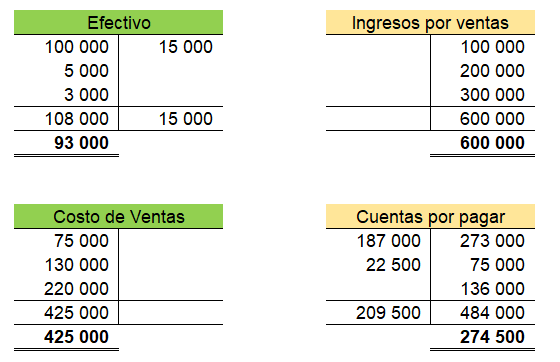 Efectivo
100 000 15 000
5 000
3 000
108 000 15 000
93 000
Ingresos por ventas
100 000
200 000
300 000
600 000
600 000
Costo de Ventas
75 000
130 000
220 000
425 000
425 000
Cuentas por pagar
187 000 273 000
22 500 75 000
136 000
209 500 484 000
274 500